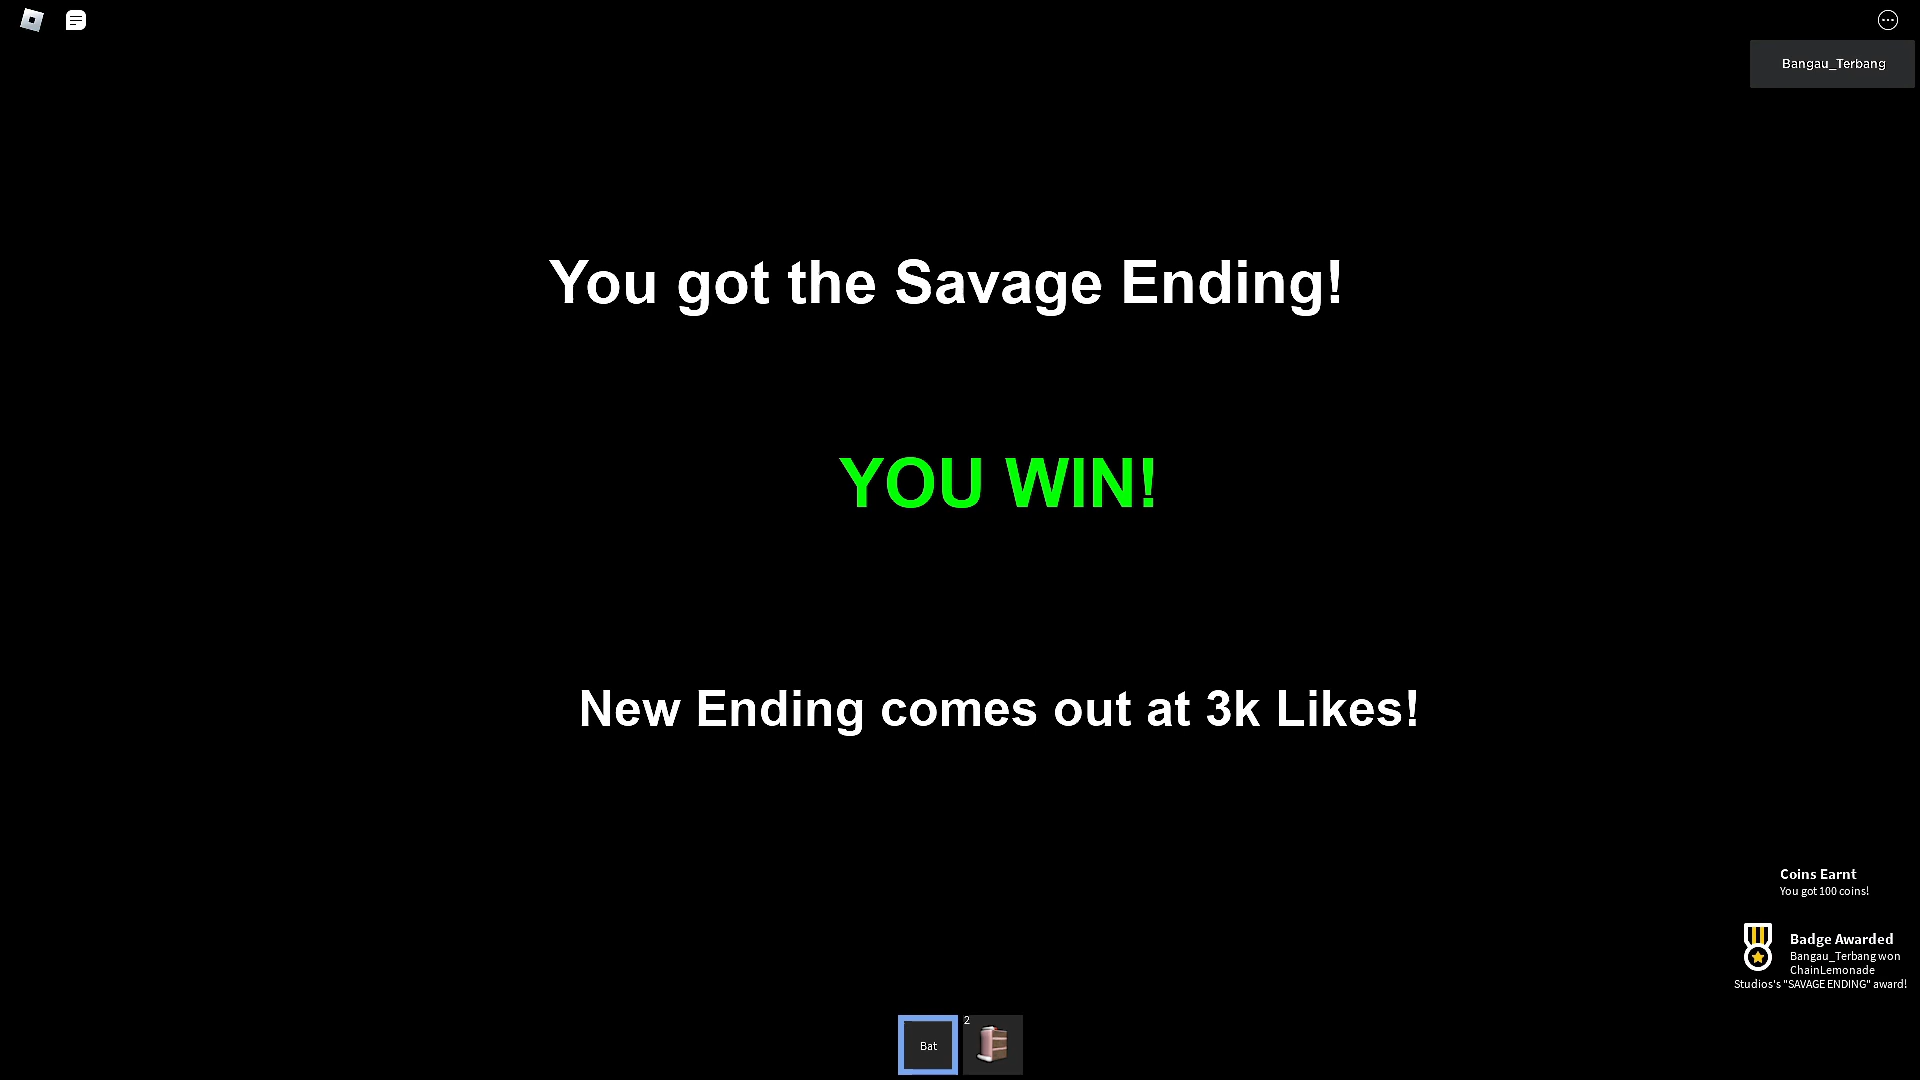 Bangau_Terbang
You got the Savage Ending!
YOU WIN!
New Ending comes out at 3k Likes!
Coins Earnt
You got 100 coins!
Badge Awarded
Bangau_Terbang won
ChainLemonade
Studios's "SAVAGE ENDING" award!
Bat
2